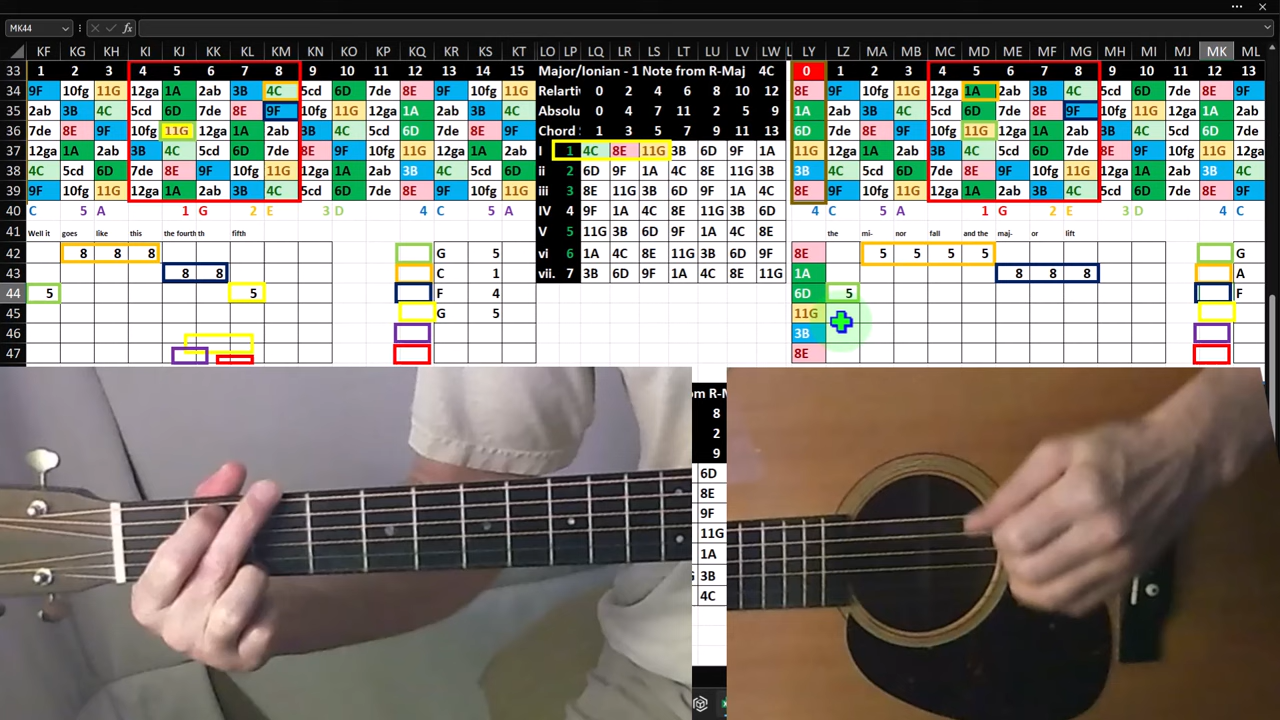 MK44 fx
KF KG KH KI KJ KK KL KM KN KO KP KQ KR KS KT LO LP LQ LR LS LT LU LV LW L LY LZ MA MB MC MD ME MF MG MH MI MJ MK ML
33 1 2 3 4 5 6 7 8 9 10 11 12 13 14 15 Major/Ionian - 1 Note from R-Maj 4C 0 1 2 3 4 5 6 7 8 9 10 11 12 13
34 9F 10fg 11G 12ga 1A 2ab 3B 4C 5cd 6D 7de 8E 9F 10fg 11G Relarti 0 2 4 6 7 9 11 8E 9F 10fg 11G 12ga 1A 2ab 3B 4C 5cd 6D 7de 8E 9F
35 2ab 3B 4C 5cd 6D 7de 8E 9F 10fg 11G 12ga 1A 2ab 3B 4C Absolu 0 4 7 11 2 5 9 1A 2ab 3B 4C 5cd 6D 7de 8E 9F 10fg 11G 12ga 1A 2ab
36 7de 8E 9F 10fg 11G 12ga 1A 2ab 3B 4C 5cd 6D 7de 8E 9F Chord 1 3 5 7 9 11 13 6D 7de 8E 9F 10fg 11G 12ga 1A 2ab 3B 4C 5cd 6D 7de
37 12ga 1A 2ab 3B 4C 5cd 6D 7de 8E 9F 10fg 11G 12ga 1A 2ab I 1 4C 8E 11G 3B 6D 9F 1A 11G 12ga 1A 2ab 3B 4C 5cd 6D 7de 8E 9F 10fg 11G 12ga
38 4C 5cd 6D 7de 8E 9F 10fg 11G 12ga 1A 2ab 3B 4C 5cd 6D ii 2 6D 9F 1A 4C 8E 11G 3B 3B 4C 5cd 6D 7de 8E 9F 10fg 11G 12ga 1A 2ab 3B 4C
39 9F 10fg 11G 12ga 1A 2ab 3B 4C 5cd 6D 7de 8E 9F 10fg 11G iii 3 8E 11G 3B 6D 9F 1A 4C 8E 9F 10fg 11G 12ga 1A 2ab 3B 4C 5cd 6D 7de 8E 9F
40 C 5 A 1 G 2 E 3 D 4 C 5 A IV 4 9F 1A 4C 8E 11G 3B 6D 4 C 5 A 1 G 2 E 3 D 4 C
41 Well it goes like this the fourth th fifth V 5 11G 3B 6D 9F 1A 4C 8E the mi- nor fall and the maj- or lift
42 8 8 8 G 5 vi 6 1A 4C 8E 11G 3B 6D 9F 8E 5 5 5 5 G
43 8 8 C 1 vii. 7 3B 6D 9F 1A 4C 8E 11G 1A 8 8 8 A
44 5 5 F 4 6D 5 F
45 G 5 11G
46 3B
47 8E
om R-M
8
2
9
6D
8E
9F
11G
1A
3B
4C